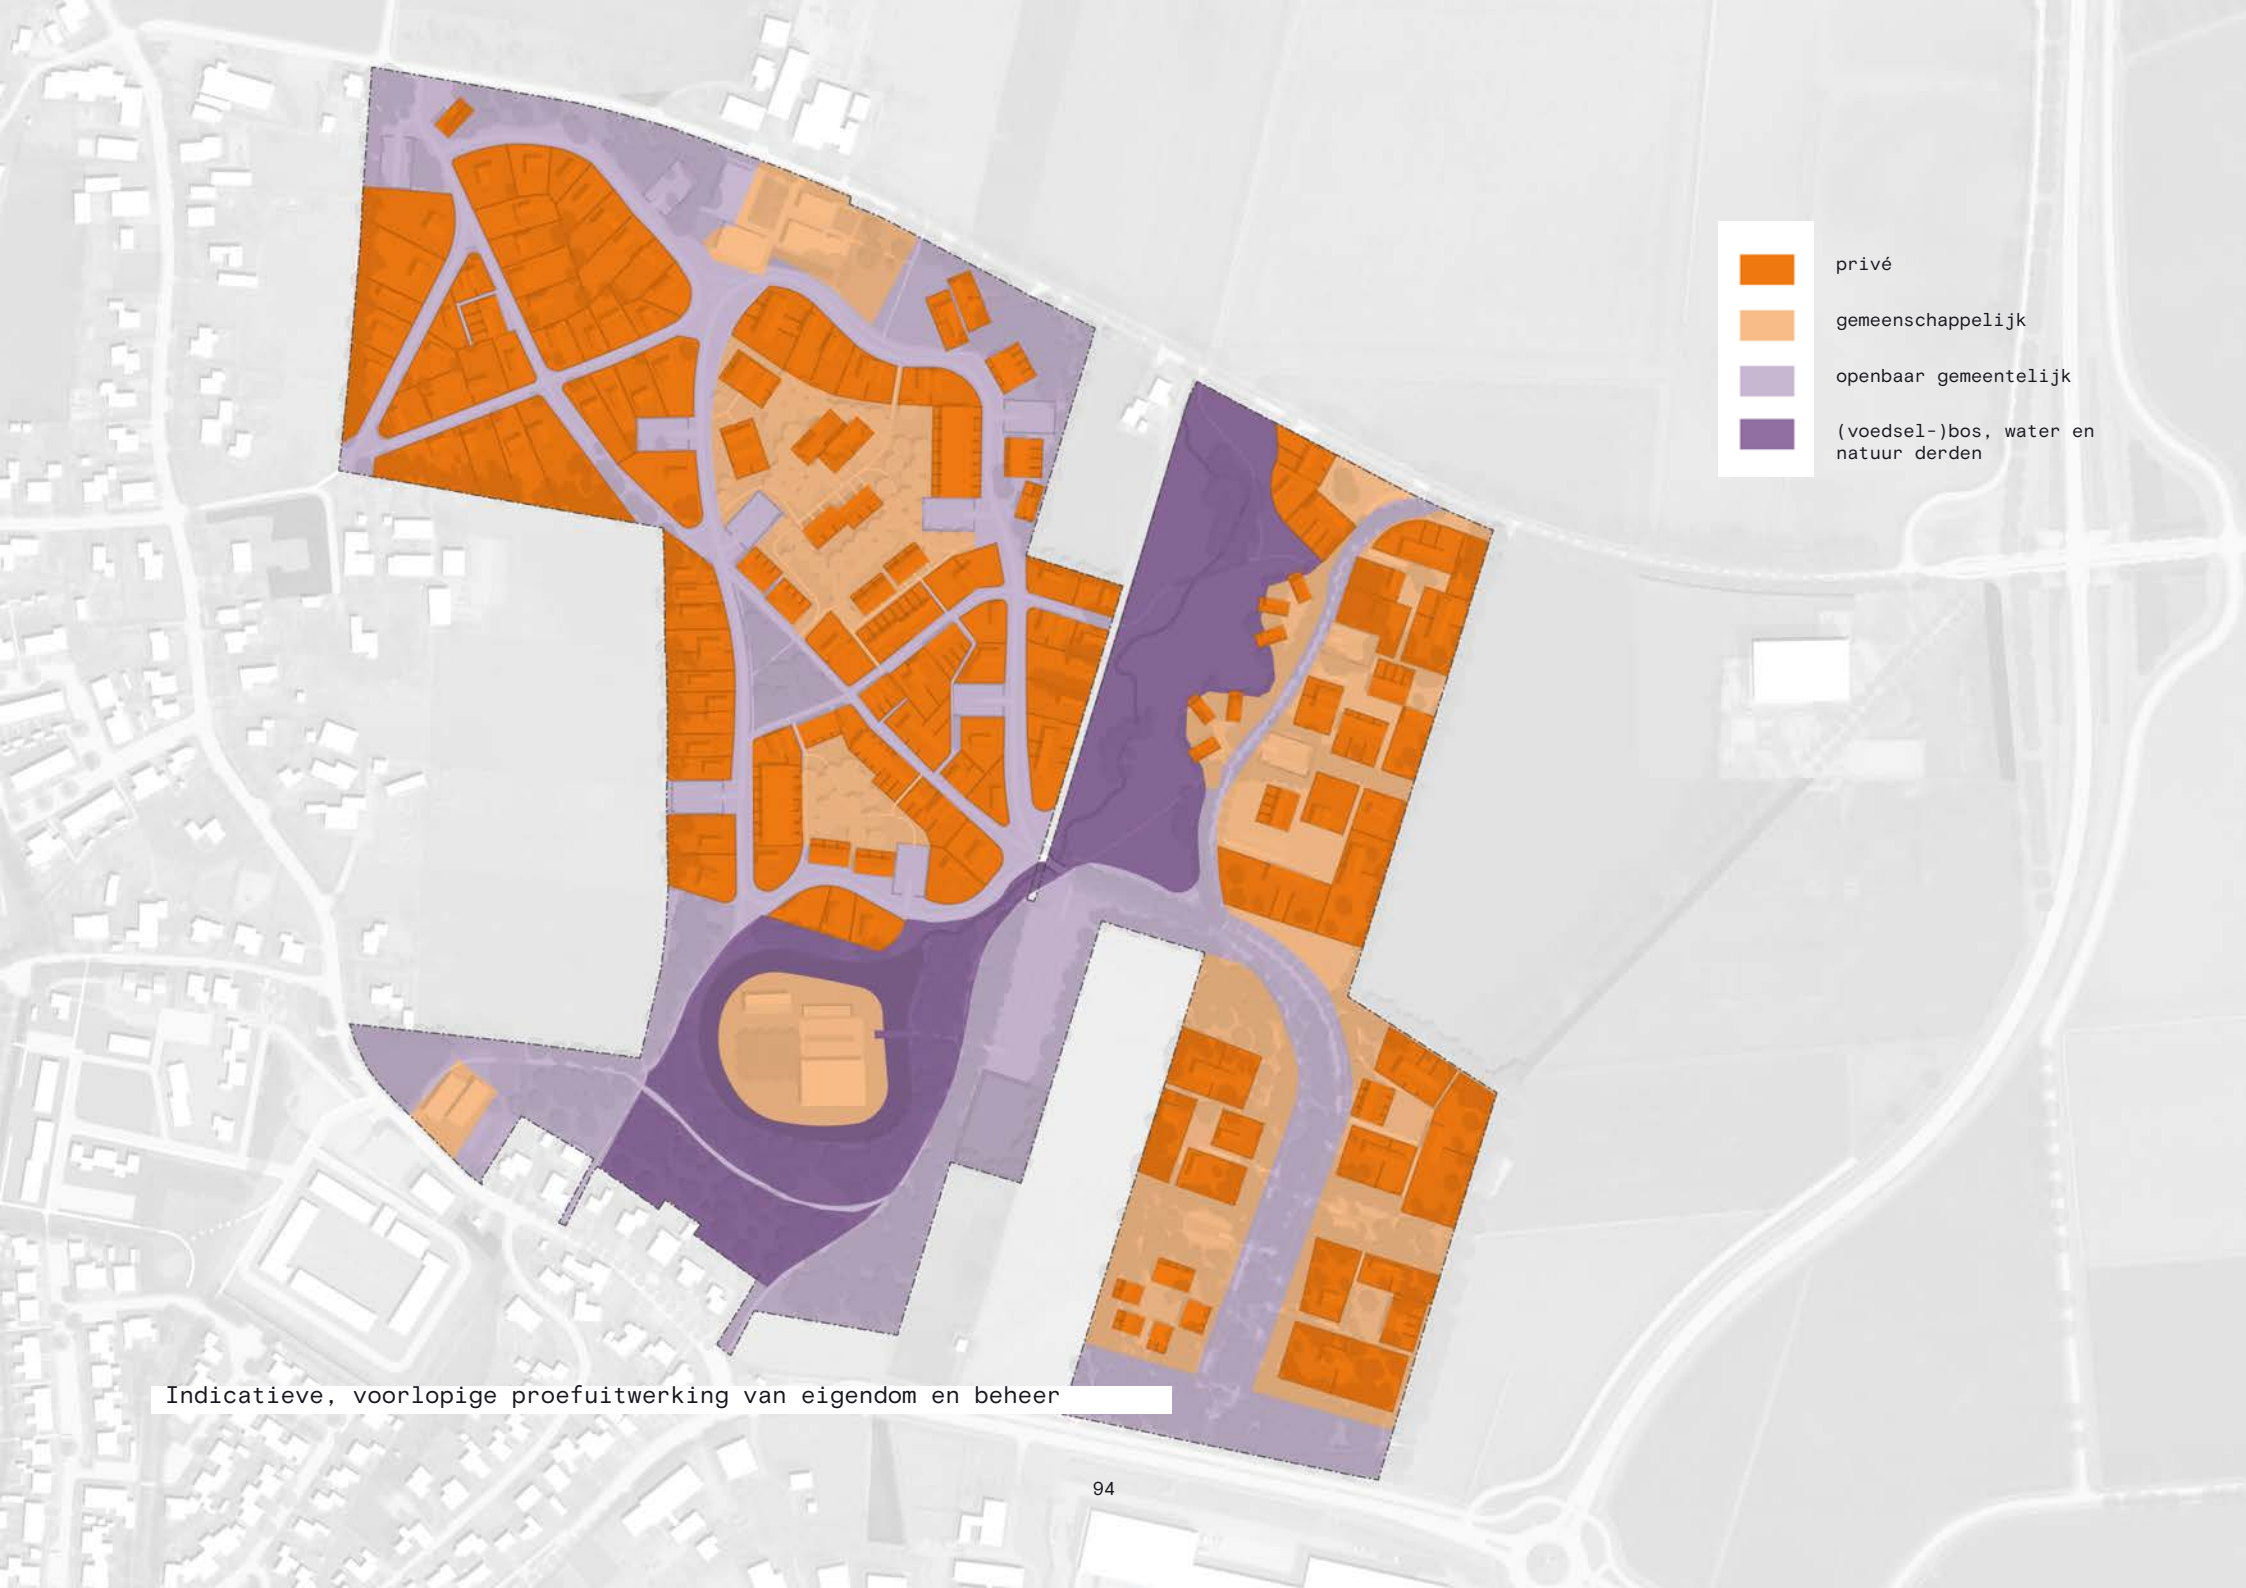 privé
gemeenschappelijk
openbaar gemeentelijk
(voedsel-)bos, water en
natuur derden
Indicatieve, voorlopige proefuitwerking van eigendom en beheer
94